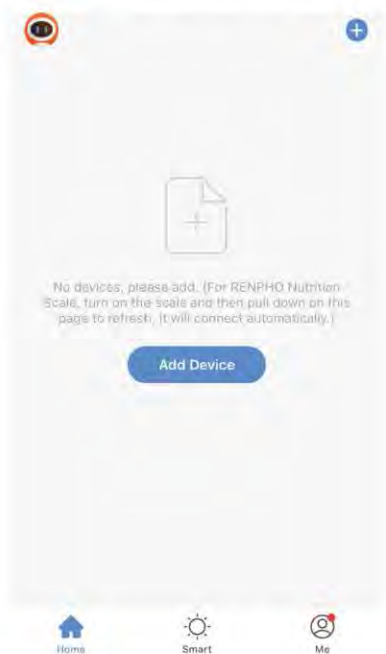 No devices, please add. (For RENPHO Nutrition
Scale, turn on the scale and then pull down on this
page to refresh, it will connect automatically.)
Add Device
Home
Smart
Me